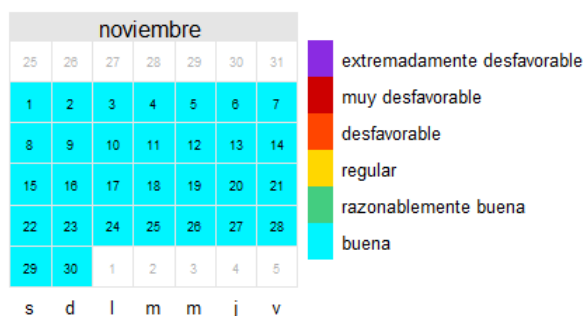 noviembre
25 26 27 28 29 30 31
1 2 3 4 5 6 7
8 9 10 11 12 13 14
15 16 17 18 19 20 21
22 23 24 25 26 27 28
29 30 1 2 3 4 5
s d l m m j v
extremadamente desfavorable
muy desfavorable
desfavorable
regular
razonablemente buena
buena